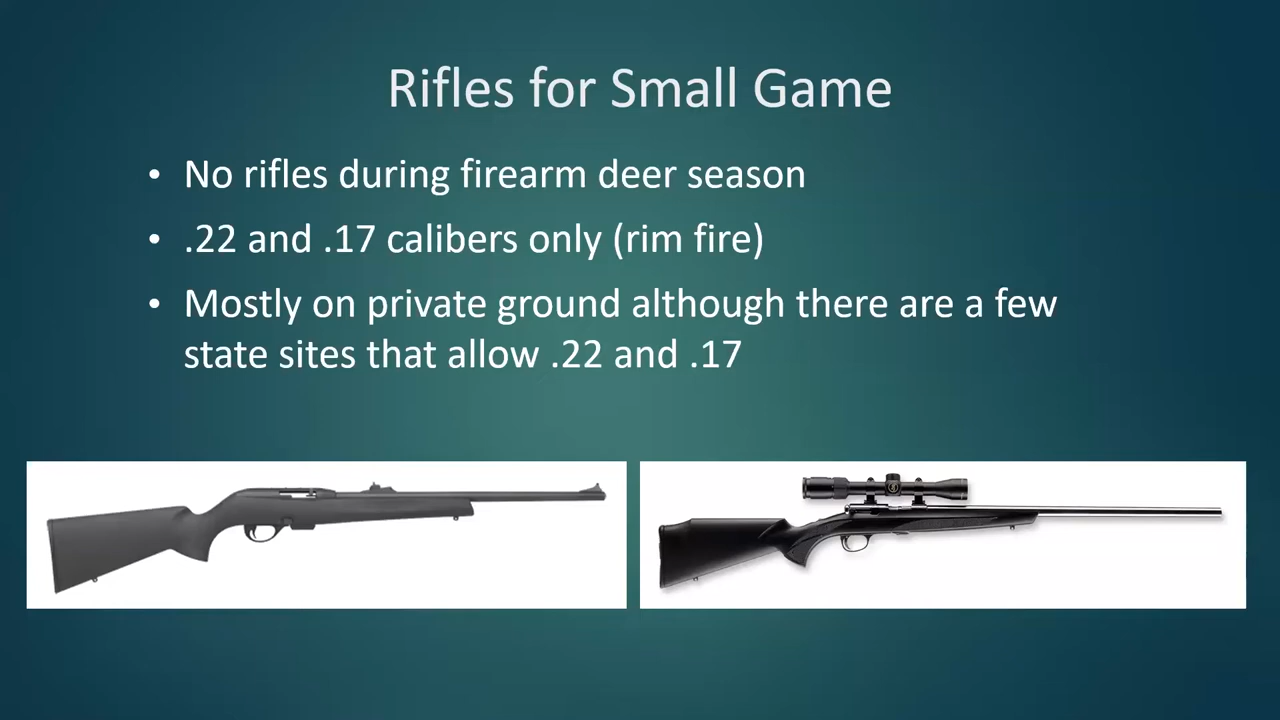 Rifles for Small Game
• No rifles during firearm deer season
• .22 and .17 calibers only (rim fire)
• Mostly on private ground although there are a few
state sites that allow .22 and .17